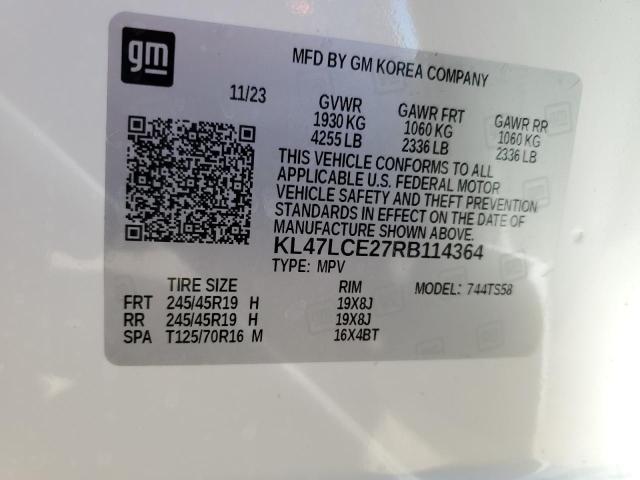 gm
MFD BY GM KOREA COMPANY
11/23
GVWR GAWR FRT GAWR RR
1930 KG 1060 KG 1060 KG
4255 LB 2336 LB 2336 LB
THIS VEHICLE CONFORMS TO ALL
APPLICABLE U.S. FEDERAL MOTOR
VEHICLE SAFETY AND THEFT PREVENTION
STANDARDS IN EFFECT ON THE DATE OF
MANUFACTURE SHOWN ABOVE.
KL47LCE27RB114364
TYPE: MPV MODEL: 744TS58
TIRE SIZE RIM
FRT 245/45R19 H 19X8J
RR 245/45R19 H 19X8J
SPA T125/70R16 M 16X4BT